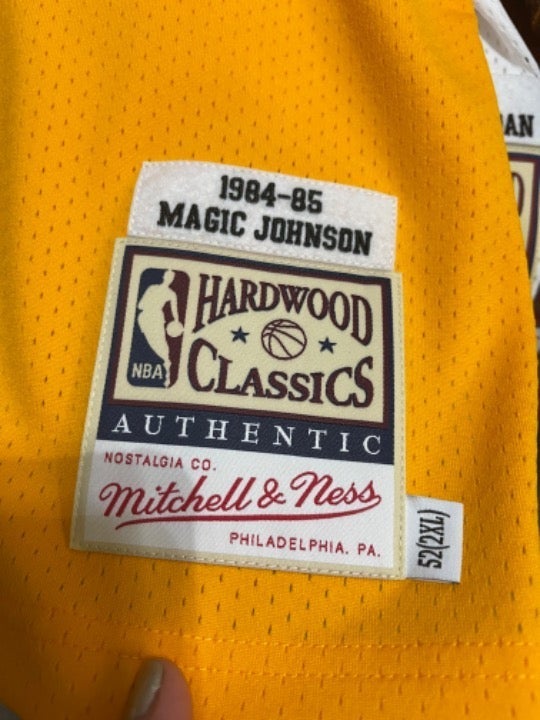 1984-85
MAGIC JOHNSON
HARDWOOD
NBA
CLASSICS
AUTHENTIC
NOSTALGIA CO.
Mitchell & Ness
PHILADELPHIA, PA.
52(2XL)